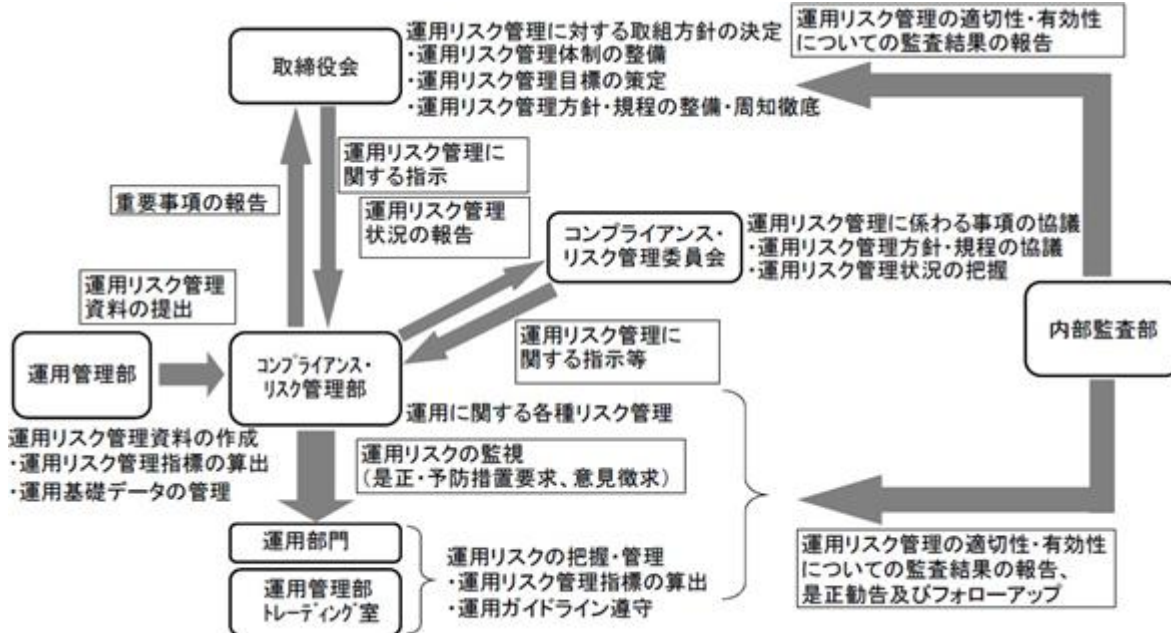 運用リスク管理に対する取組方針の決定
・運用リスク管理体制の整備
・運用リスク管理目標の策定
・運用リスク管理方針・規程の整備・周知徹底
取締役会
運用リスク管理の適切性・有効性
についての監査結果の報告
運用リスク管理に
関する指示
重要事項の報告
運用リスク管理
状況の報告
コンプライアンス・
リスク管理委員会
運用リスク管理に係わる事項の協議
・運用リスク管理方針・規程の協議
・運用リスク管理状況の把握
運用リスク管理
資料の提出
内部監査部
運用管理部
コンプライアンス・
リスク管理部
運用リスク管理に
関する指示等
運用に関する各種リスク管理
運用リスク管理資料の作成
・運用リスク管理指標の算出
・運用基礎データの管理
運用リスクの監視
(是正・予防措置要求、意見徴求)
運用部門
運用管理部
トレーディング室
運用リスクの把握・管理
・運用リスク管理指標の算出
・運用ガイドライン遵守
運用リスク管理の適切性・有効性
についての監査結果の報告、
是正勧告及びフォローアップ